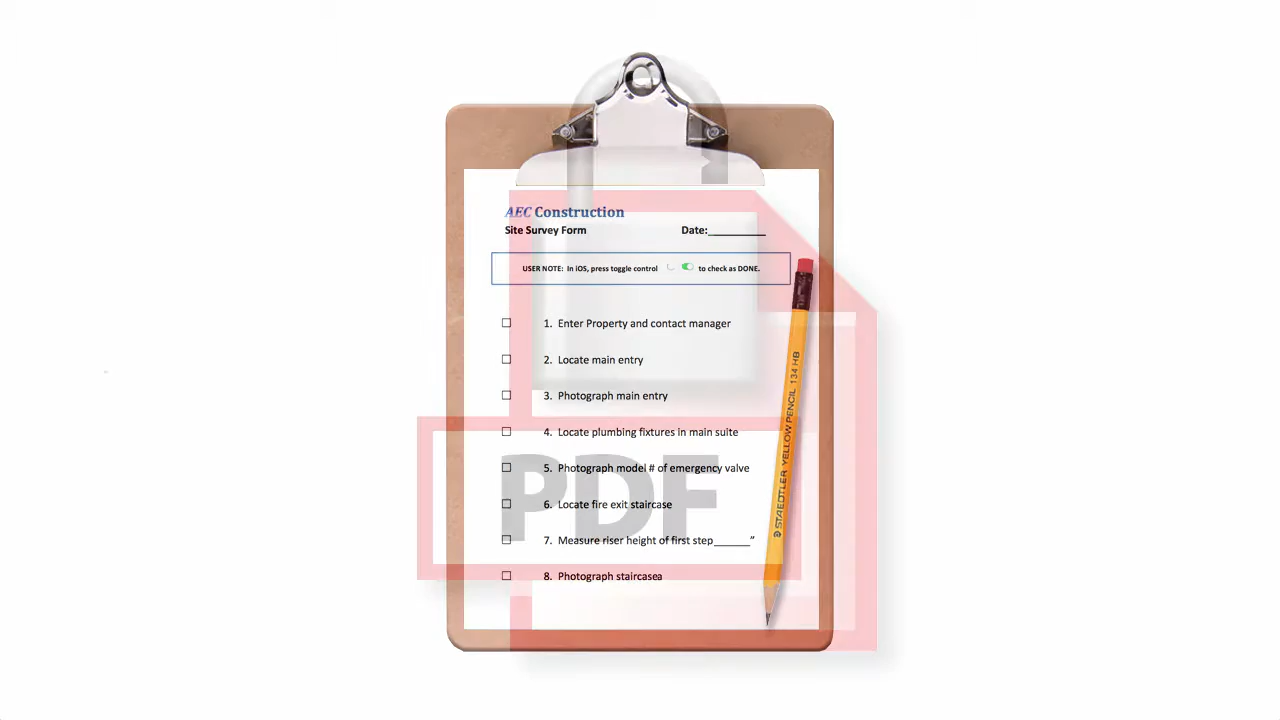 AEC Construction
Site Survey Form Date:________
USER NOTE: In iOS, press toggle control to check as DONE.
1. Enter Property and contact manager
2. Locate main entry
3. Photograph main entry
4. Locate plumbing fixtures in main suite
5. Photograph model # of emergency valve
6. Locate fire exit staircase
7. Measure riser height of first step______”
8. Photograph staircasea
PDF
STAEDTLER YELLOW PENCIL 134 HB